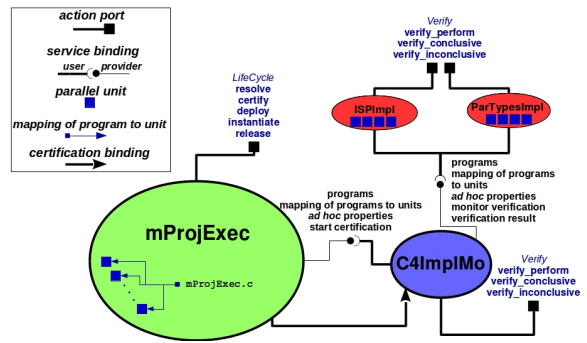 action port
service binding
user provider
parallel unit
mapping of program to unit
certification binding
LifeCycle
resolve
certify
deploy
instantiate
release
Verify
verify_perform
verify_conclusive
verify_inconclusive
ISPImpl
ParTypesImpl
programs
mapping of programs
to units
ad hoc properties
monitor verification
verification result
programs
mapping of programs to units
ad hoc properties
start certification
mProjExec
mProjExec.c
C4ImplMo
Verify
verify_perform
verify_conclusive
verify_inconclusive